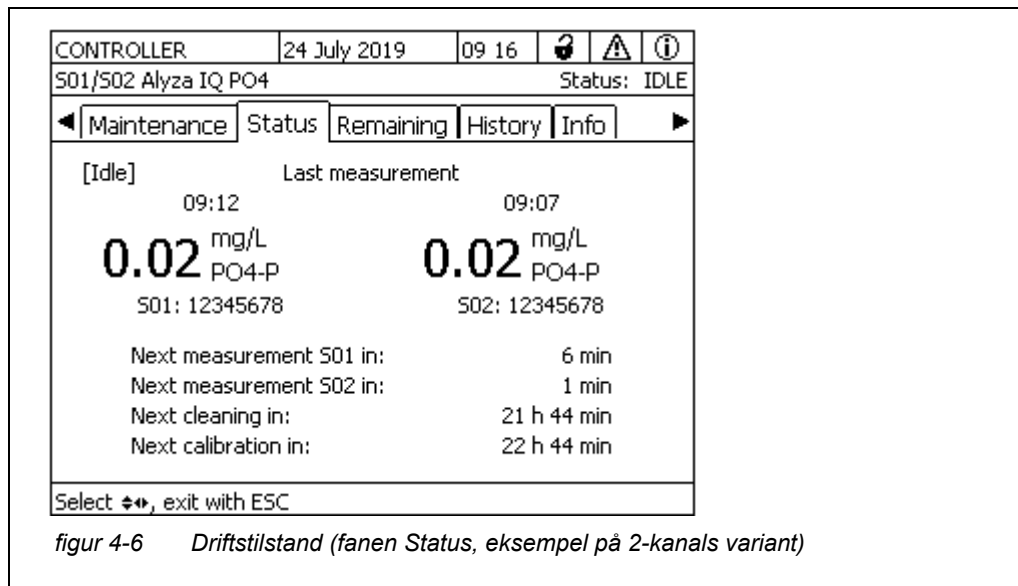 CONTROLLER 24 July 2019 09 16
S01/S02 Alyza IQ PO4 Status: IDLE
Maintenance Status Remaining History Info
[Idle] Last measurement
09:12 09:07
0.02 mg/L PO4-P 0.02 mg/L PO4-P
S01: 12345678 S02: 12345678
Next measurement S01 in: 6 min
Next measurement S02 in: 1 min
Next cleaning in: 21 h 44 min
Next calibration in: 22 h 44 min
Select, exit with ESC
figur 4-6 Driftstilstand (fanen Status, eksempel på 2-kanals variant)